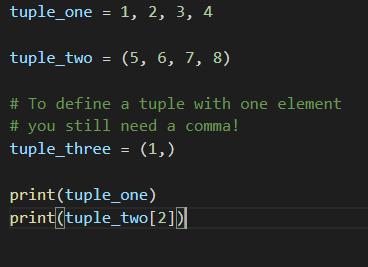 tuple_one = 1, 2, 3, 4
tuple_two = (5, 6, 7, 8)
# To define a tuple with one element
# you still need a comma!
tuple_three = (1,)
print(tuple_one)
print(tuple_two[2])